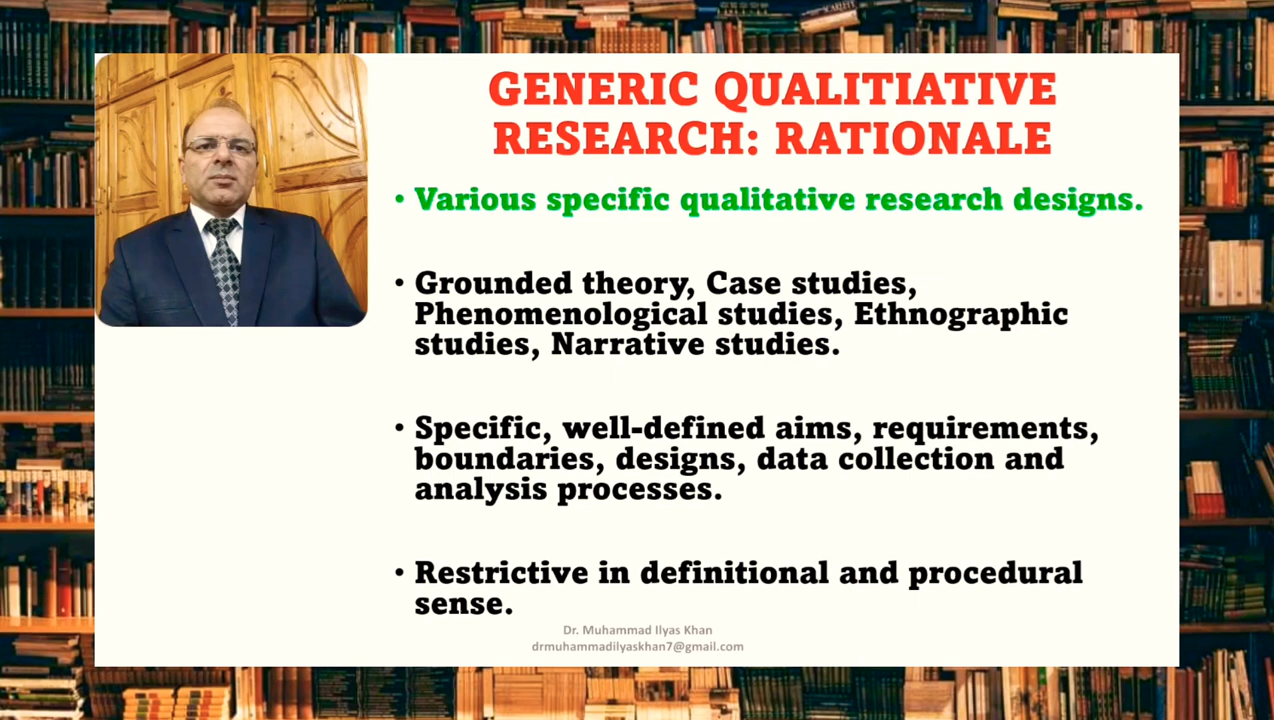 GENERIC QUALITIATIVE
RESEARCH: RATIONALE
• Various specific qualitative research designs.
• Grounded theory, Case studies,
Phenomenological studies, Ethnographic
studies, Narrative studies.
• Specific, well-defined aims, requirements,
boundaries, designs, data collection and
analysis processes.
• Restrictive in definitional and procedural
sense.
Dr. Muhammad Ilyas Khan
drmuhammadilyaskhan7@gmail.com